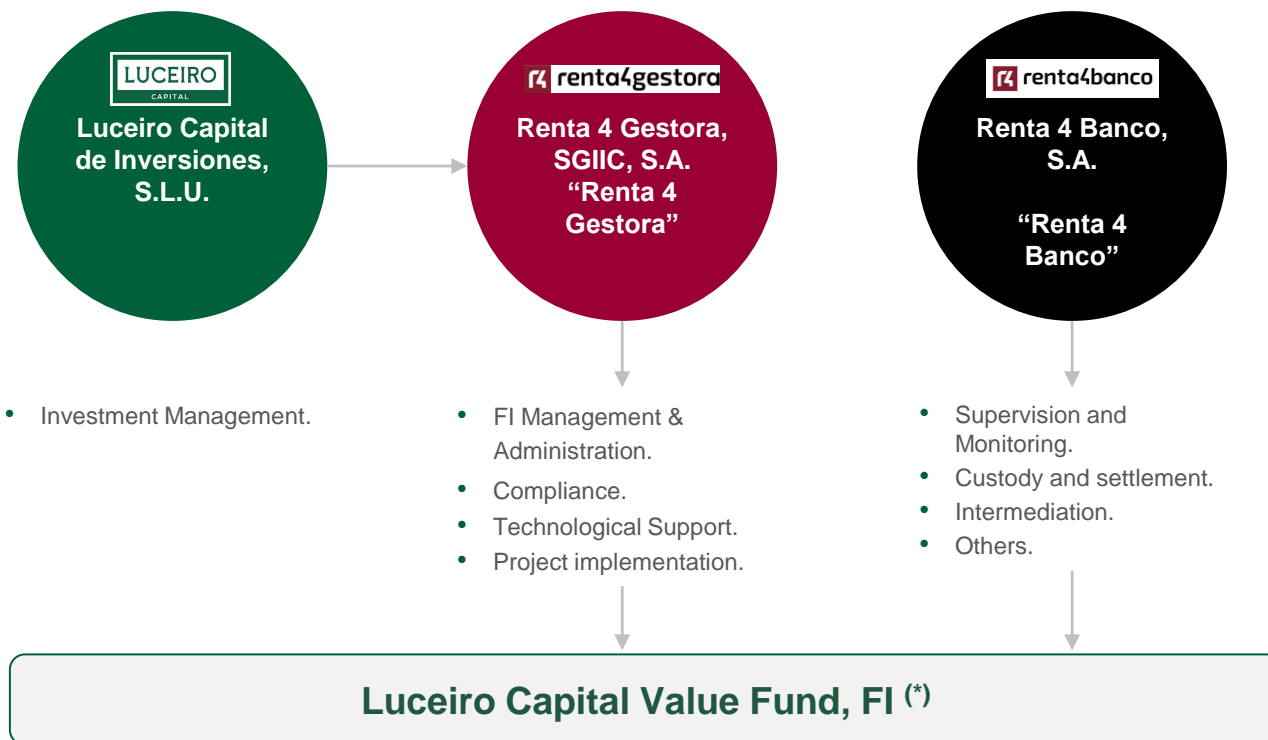 LUCEIRO
CAPITAL
Luceiro Capital
de Inversiones,
S.L.U.
r4 renta4gestora
Renta 4 Gestora,
SGIIC, S.A.
“Renta 4
Gestora”
r4 renta4banco
Renta 4 Banco,
S.A.
“Renta 4
Banco”
• Investment Management.
• FI Management &
Administration.
• Compliance.
• Technological Support.
• Project implementation.
• Supervision and
Monitoring.
• Custody and settlement.
• Intermediation.
• Others.
Luceiro Capital Value Fund, FI (*)